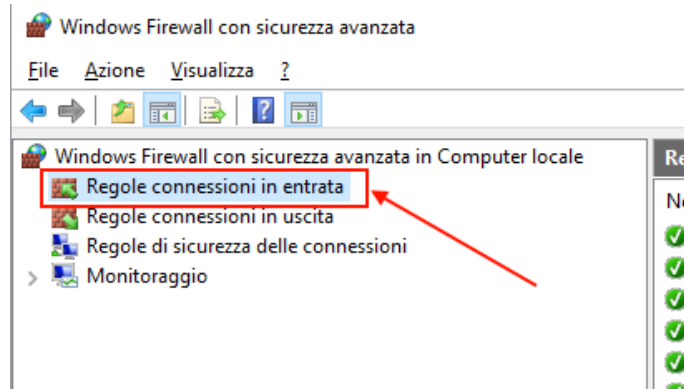 Windows Firewall con sicurezza avanzata
File Azione Visualizza ?
Windows Firewall con sicurezza avanzata in Computer locale
Regole connessioni in entrata
Regole connessioni in uscita
Regole di sicurezza delle connessioni
Monitoraggio